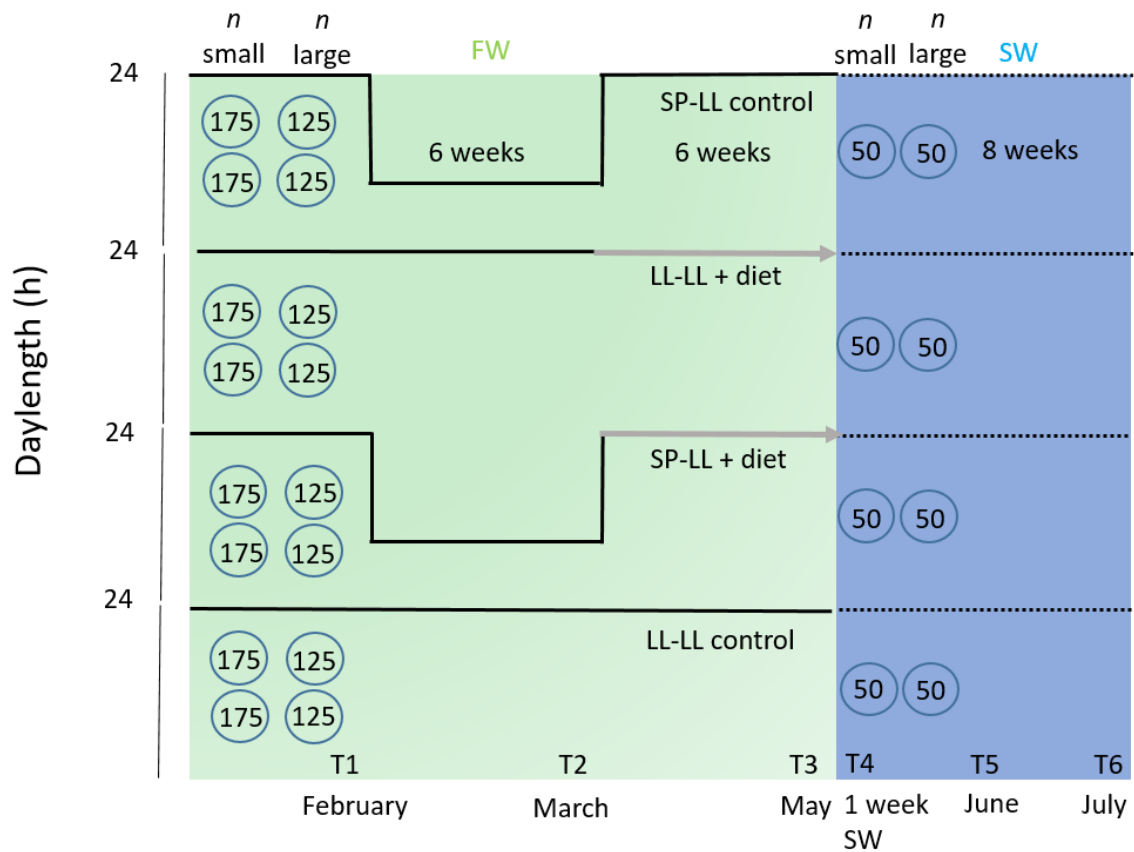 n n n n
small large FW small large SW
24
SP-LL control
175 125
6 weeks 6 weeks 50 50 8 weeks
175 125
24
LL-LL + diet
175 125
50 50
175 125
24
SP-LL + diet
175 125
50 50
175 125
24
LL-LL control
175 125
50 50
175 125
T1 T2 T3 T4 T5 T6
February March May 1 week June July
SW
Daylength (h)